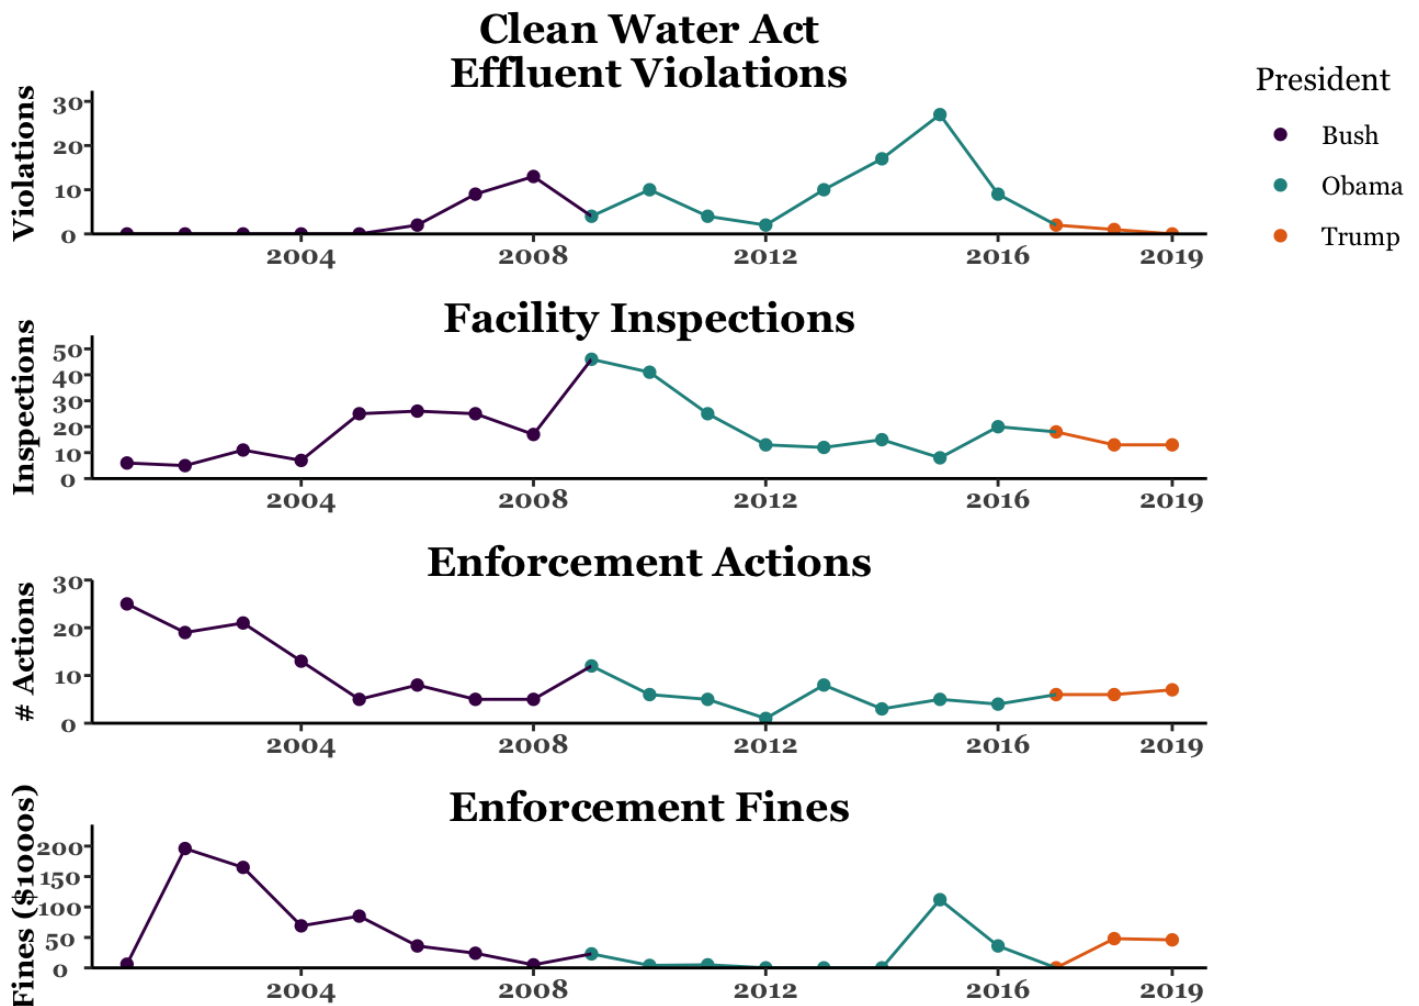 Clean Water Act
Effluent Violations
President
Bush
Obama
Trump
Violations
30
20
10
0
2004 2008 2012 2016 2019
Facility Inspections
Inspections
50
40
30
20
10
0
2004 2008 2012 2016 2019
Enforcement Actions
# Actions
30
20
10
0
2004 2008 2012 2016 2019
Enforcement Fines
Fines ($1000s)
200
150
100
50
0
2004 2008 2012 2016 2019